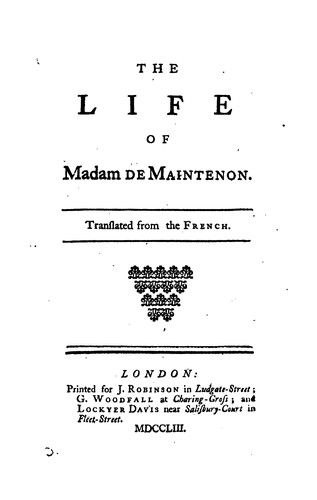 THE
LIFE
OF
Madam DE MAINTENON.
Tranſlated from the FRENCH.
LONDON:
Printed for J. ROBINSON in Ludgate-Street;
G. WOODFALL at Charing-Croſs; and
LOCKYER DAVIS near Saliſbury-Court in
Fleet-Street.
MDCCLIII.